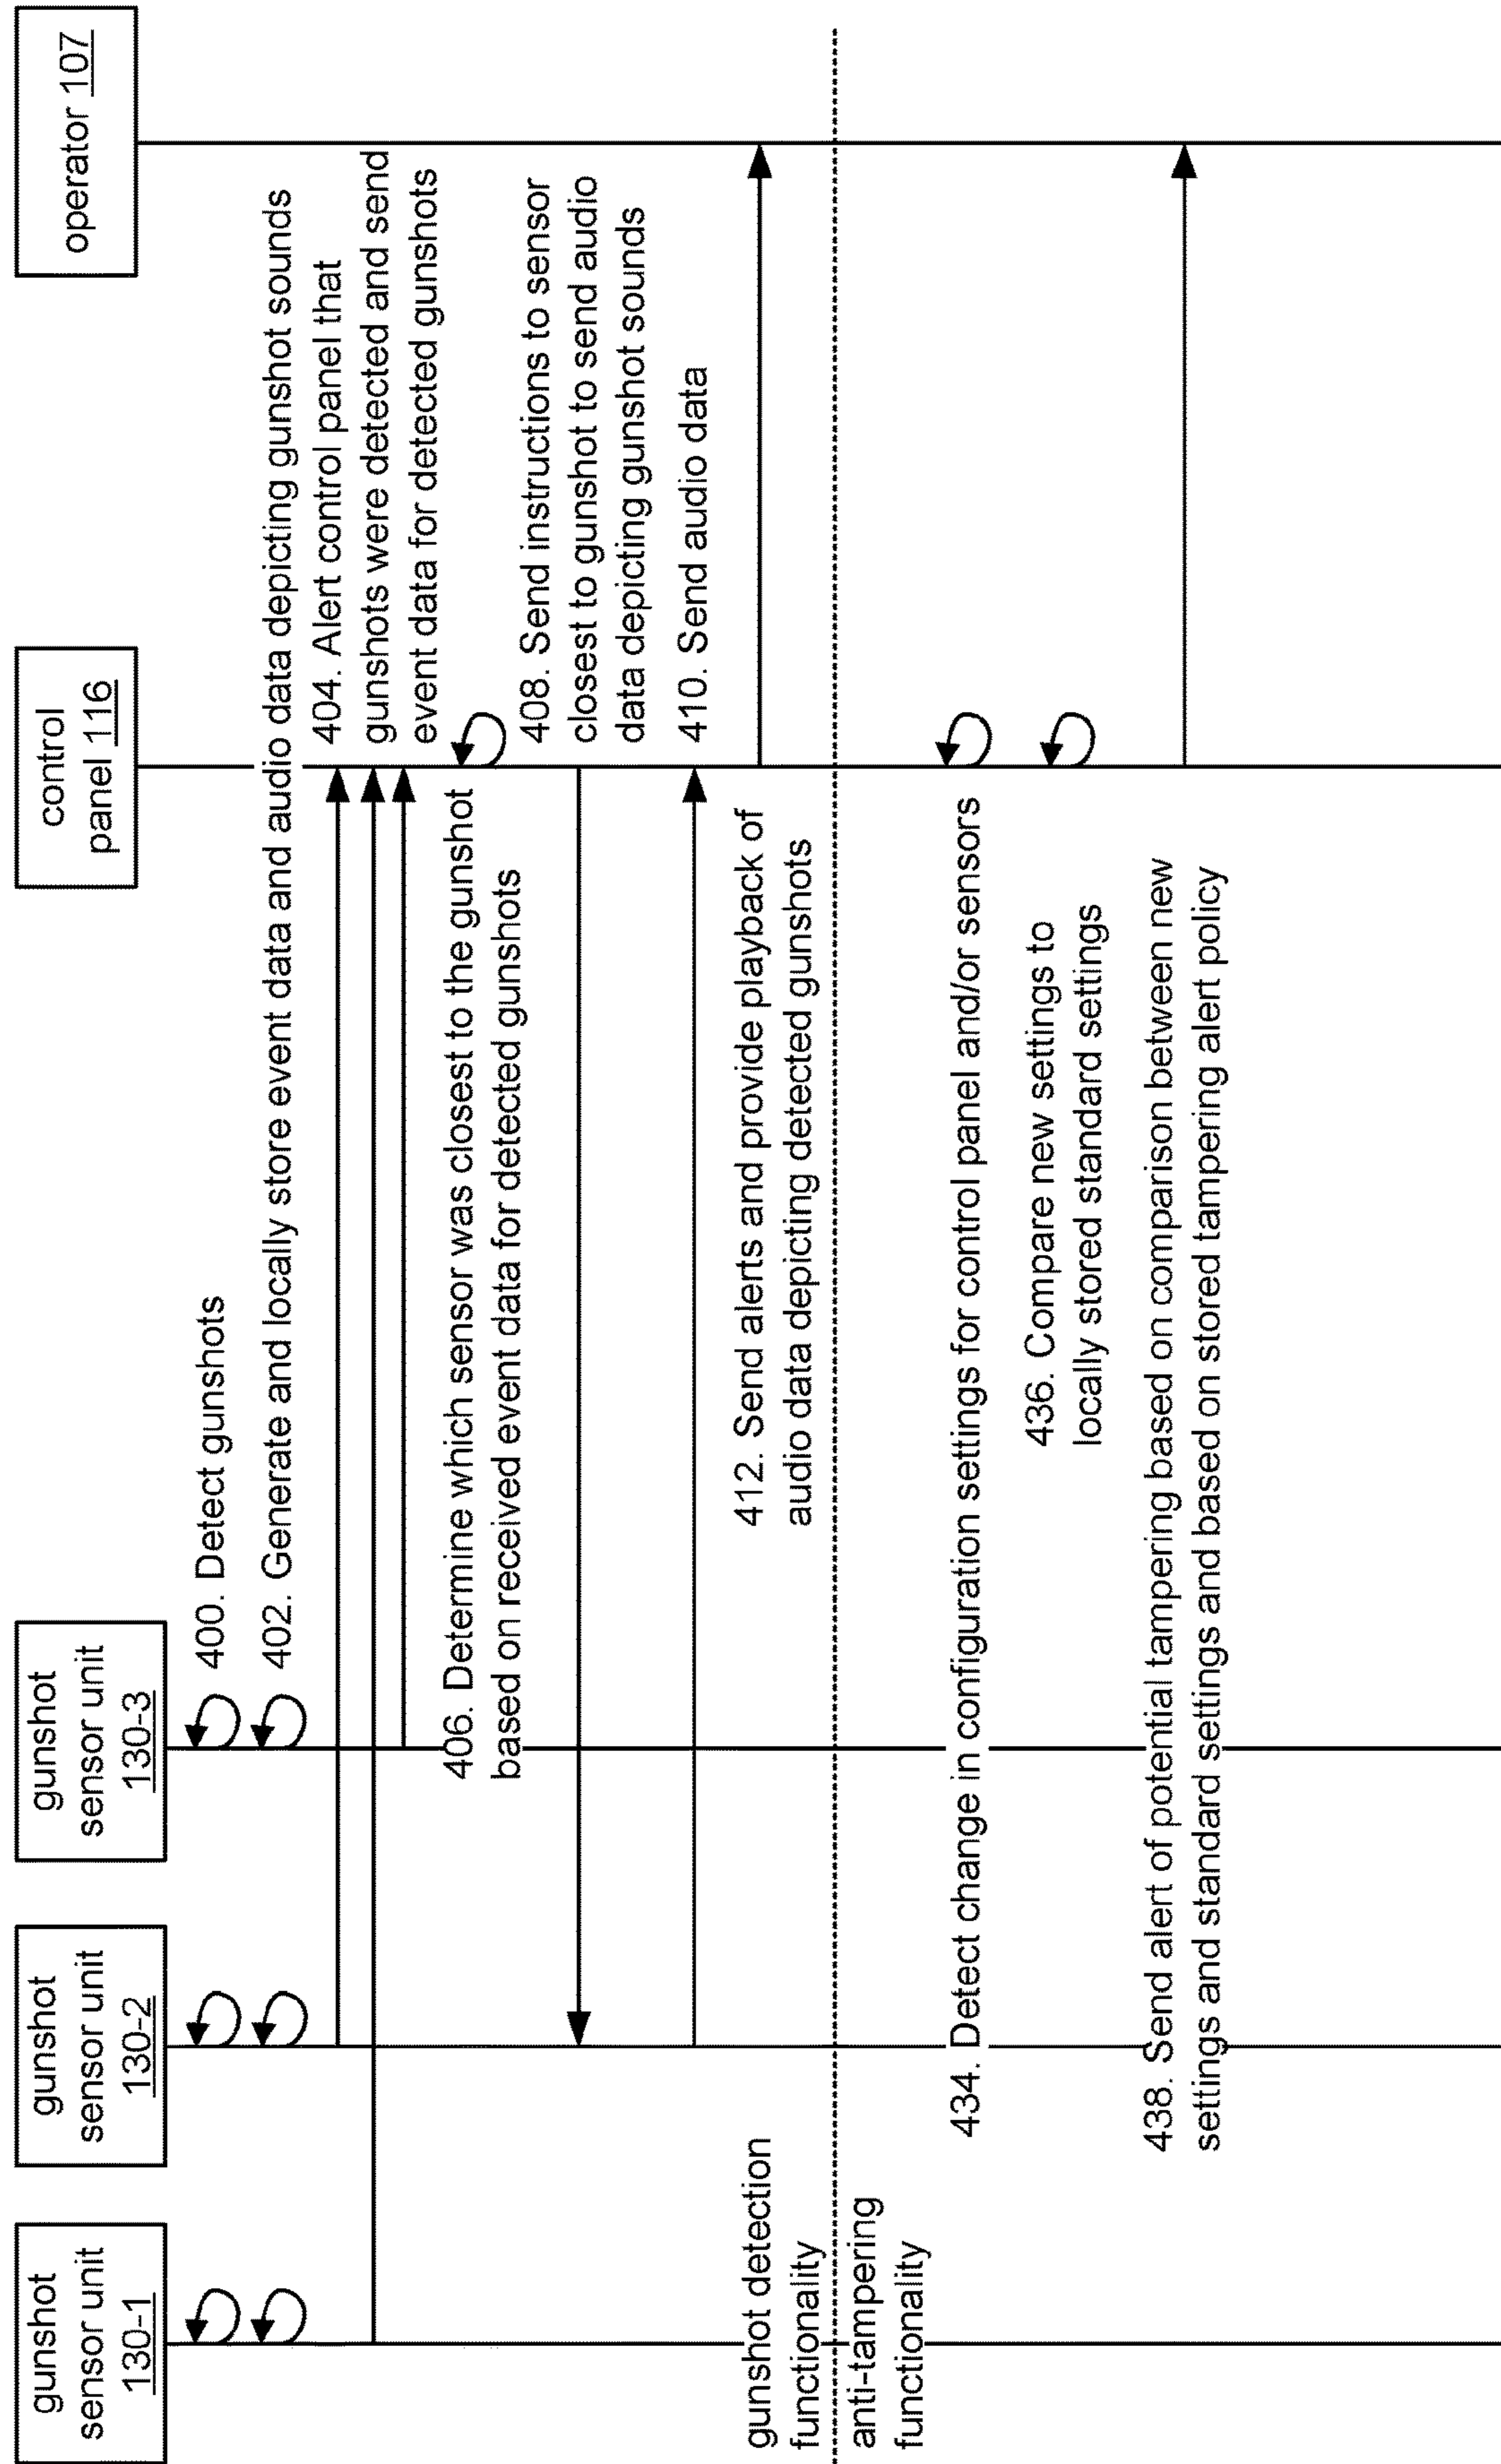 gunshot
sensor unit
130-1
gunshot
sensor unit
130-2
gunshot
sensor unit
130-3
control
panel 116
operator 107
400. Detect gunshots
402. Generate and locally store event data and audio data depicting gunshot sounds
404. Alert control panel that
gunshots were detected and send
event data for detected gunshots
406. Determine which sensor was closest to the gunshot
based on received event data for detected gunshots
408. Send instructions to sensor
closest to gunshot to send audio
data depicting gunshot sounds
410. Send audio data
412. Send alerts and provide playback of
audio data depicting detected gunshots
gunshot detection
functionality
anti-tampering
functionality
434. Detect change in configuration settings for control panel and/or sensors
436. Compare new settings to
locally stored standard settings
438. Send alert of potential tampering based on comparison between new
settings and standard settings and based on stored tampering alert policy